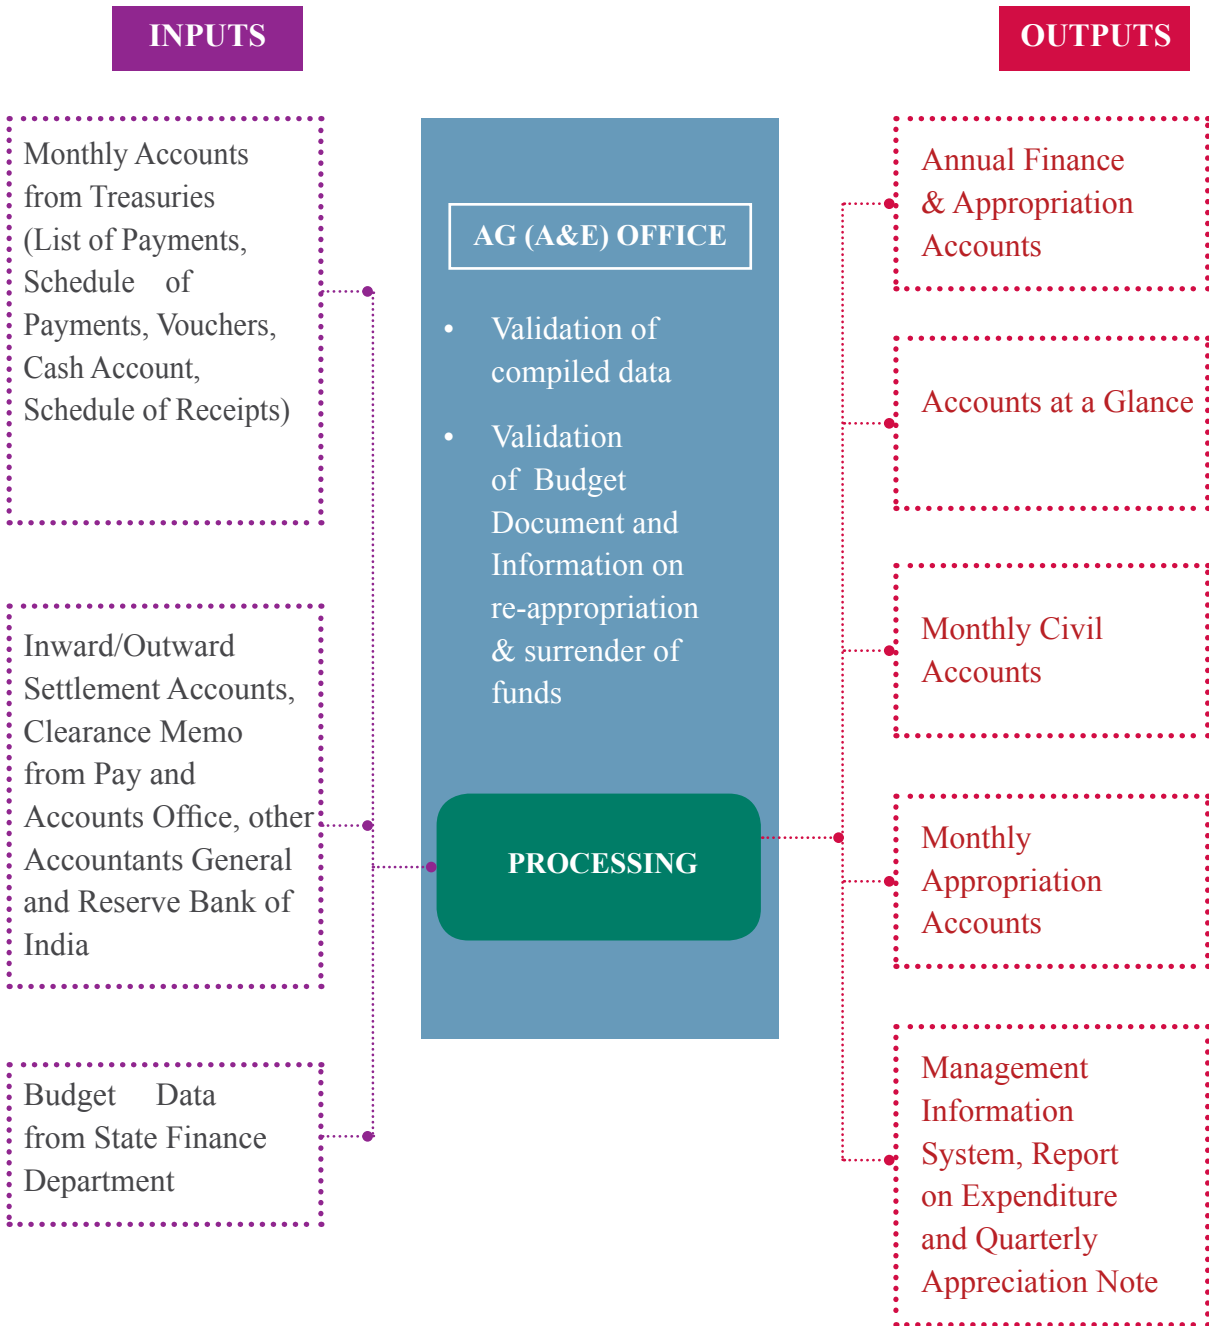 INPUTS
OUTPUTS
Monthly Accounts
from Treasuries
(List of Payments,
Schedule of
Payments, Vouchers,
Cash Account,
Schedule of Receipts)
Inward/Outward
Settlement Accounts,
Clearance Memo
from Pay and
Accounts Office, other
Accountants General
and Reserve Bank of
India
Budget Data
from State Finance
Department
AG (A&E) OFFICE
• Validation of
compiled data
• Validation
of Budget
Document and
Information on
re-appropriation
& surrender of
funds
PROCESSING
Annual Finance
& Appropriation
Accounts
Accounts at a Glance
Monthly Civil
Accounts
Monthly
Appropriation
Accounts
Management
Information
System, Report
on Expenditure
and Quarterly
Appreciation Note